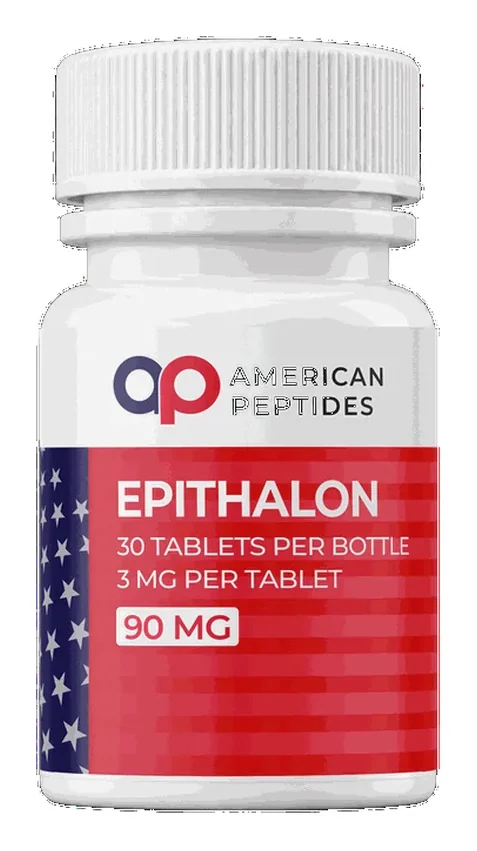 ap AMERICAN
PEPTIDES
EPITHALON
30 TABLETS PER BOTTLE
3 MG PER TABLET
90 MG